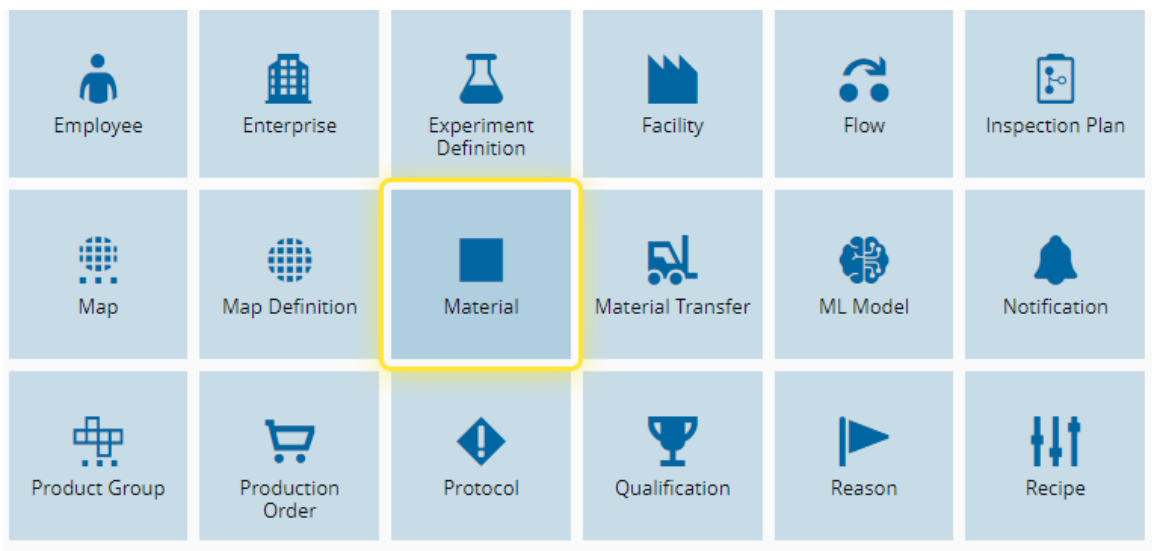 Employee
Enterprise
Experiment
Definition
Facility
Flow
Inspection Plan
Map
Map Definition
Material
Material Transfer
ML Model
Notification
Product Group
Production
Order
Protocol
Qualification
Reason
Recipe